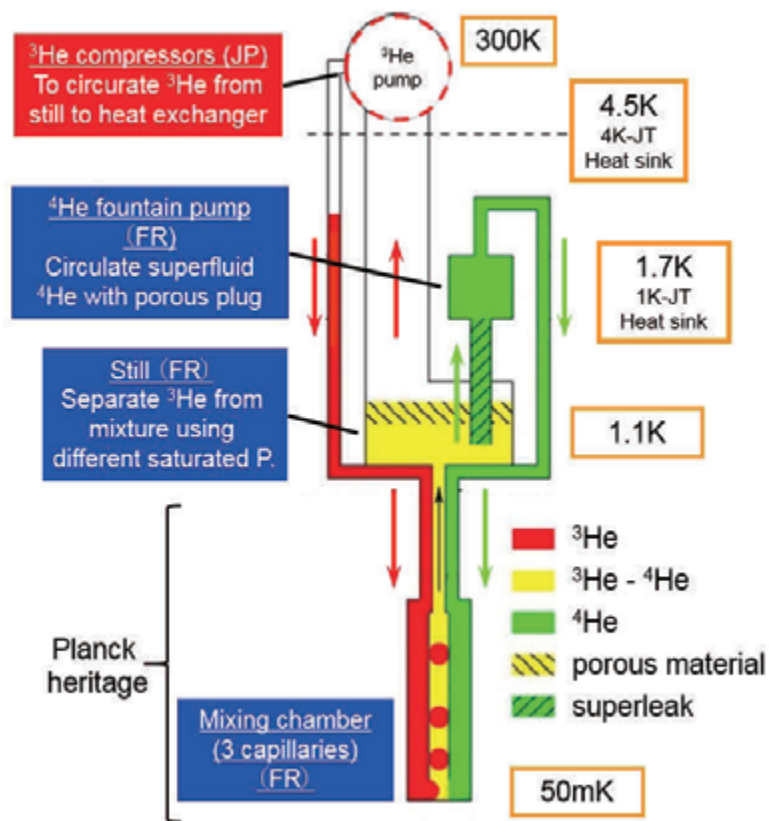 ³He compressors (JP)
To circurate ³He from
still to heat exchanger
³He
pump
300K
4.5K
4K-JT
Heat sink
⁴He fountain pump
(FR)
Circulate superfluid
⁴He with porous plug
1.7K
1K-JT
Heat sink
Still (FR)
Separate ³He from
mixture using
different saturated P.
1.1K
³He
³He - ⁴He
⁴He
porous material
superleak
Planck
heritage
Mixing chamber
(3 capillaries)
(FR)
50mK